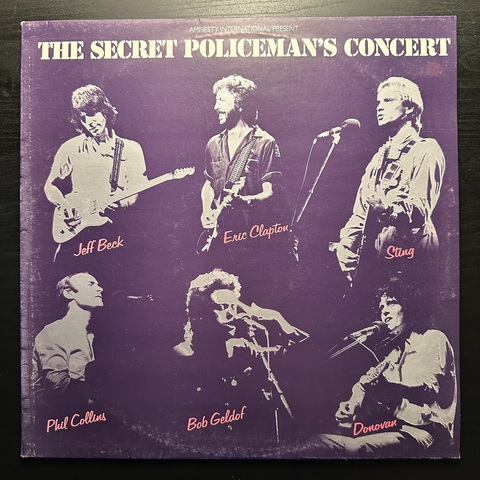 AMNESTY INTERNATIONAL PRESENT
THE SECRET POLICEMAN'S CONCERT
Jeff Beck
Eric Clapton
Sting
Phil Collins
Bob Geldof
Donovan